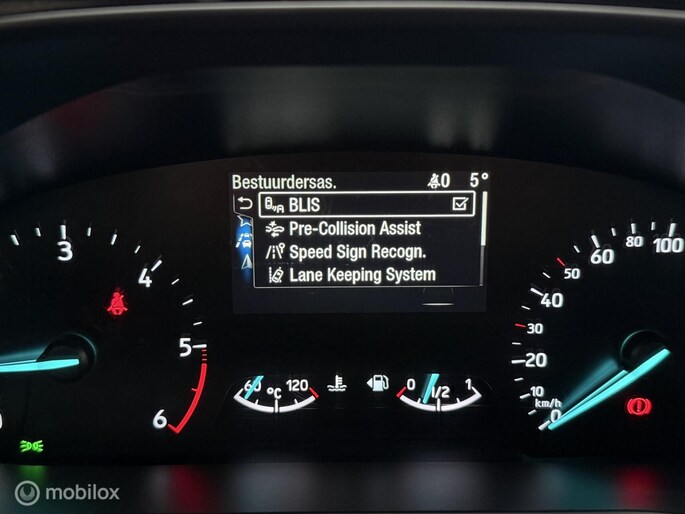 Bestuurdersas. 0 5°
BLIS
Pre-Collision Assist
Speed Sign Recogn.
Lane Keeping System
3
4
5
6
0
60 120
°C
0 1/2 1
0
10
20
30
40
50
60
80
100
km/h
mobilox